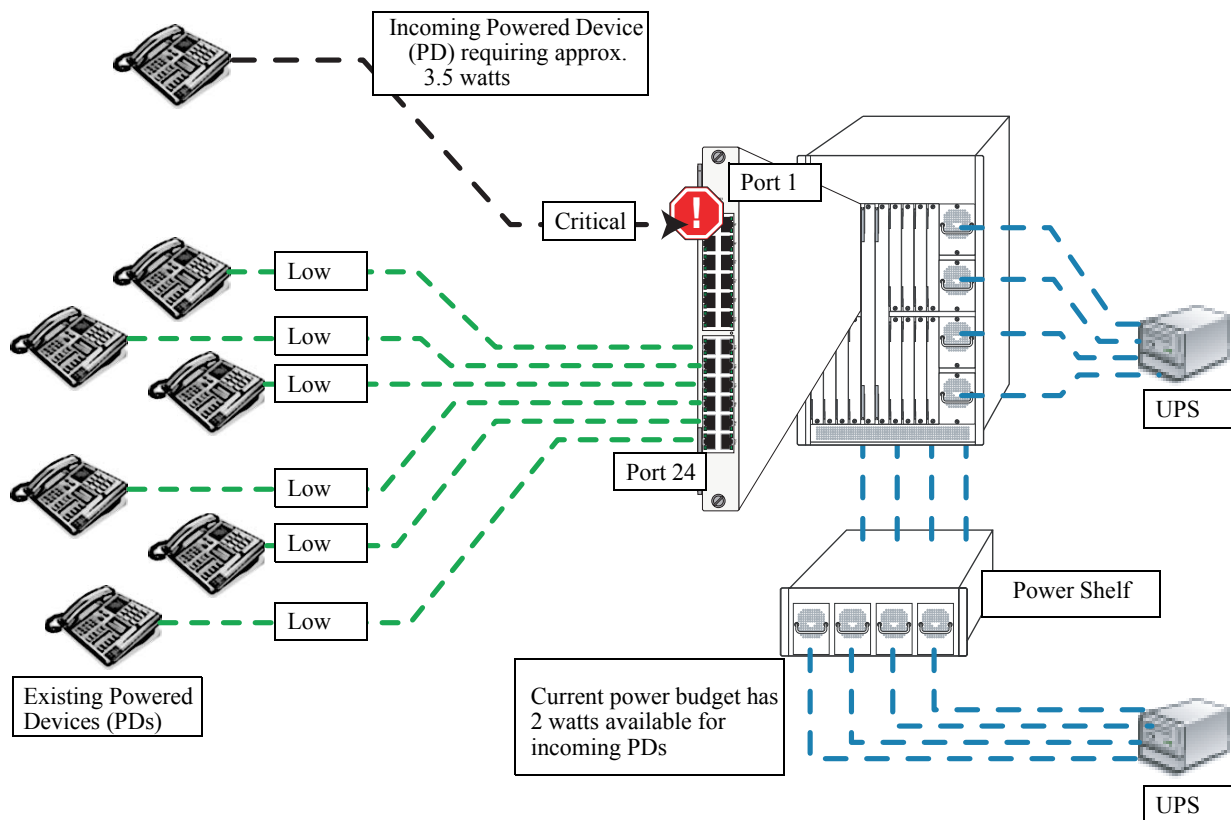 Incoming Powered Device
(PD) requiring approx.
3.5 watts
Port 1
!
Critical
Low
Low
Low
Low
Low
Low
Port 24
UPS
Power Shelf
Existing Powered
Devices (PDs)
Current power budget has
2 watts available for
incoming PDs
UPS